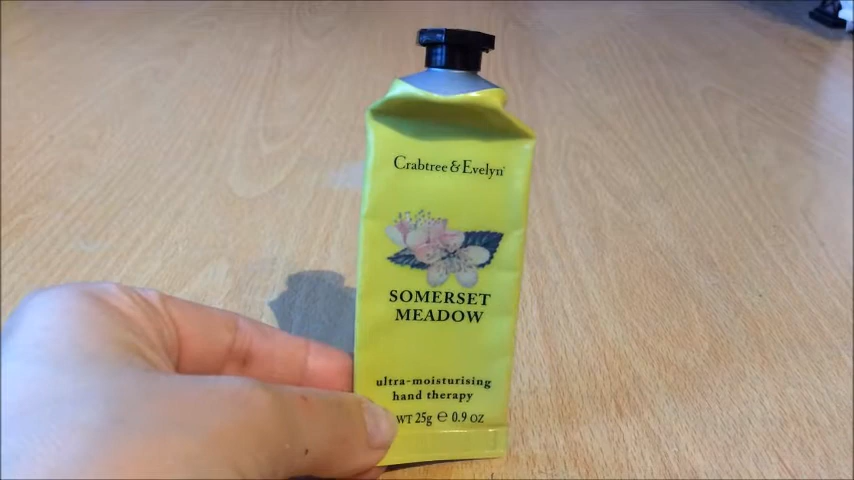 Crabtree & Evelyn®
SOMERSET
MEADOW
ultra-moisturising
hand therapy
WT 25g ℮ 0.9 OZ